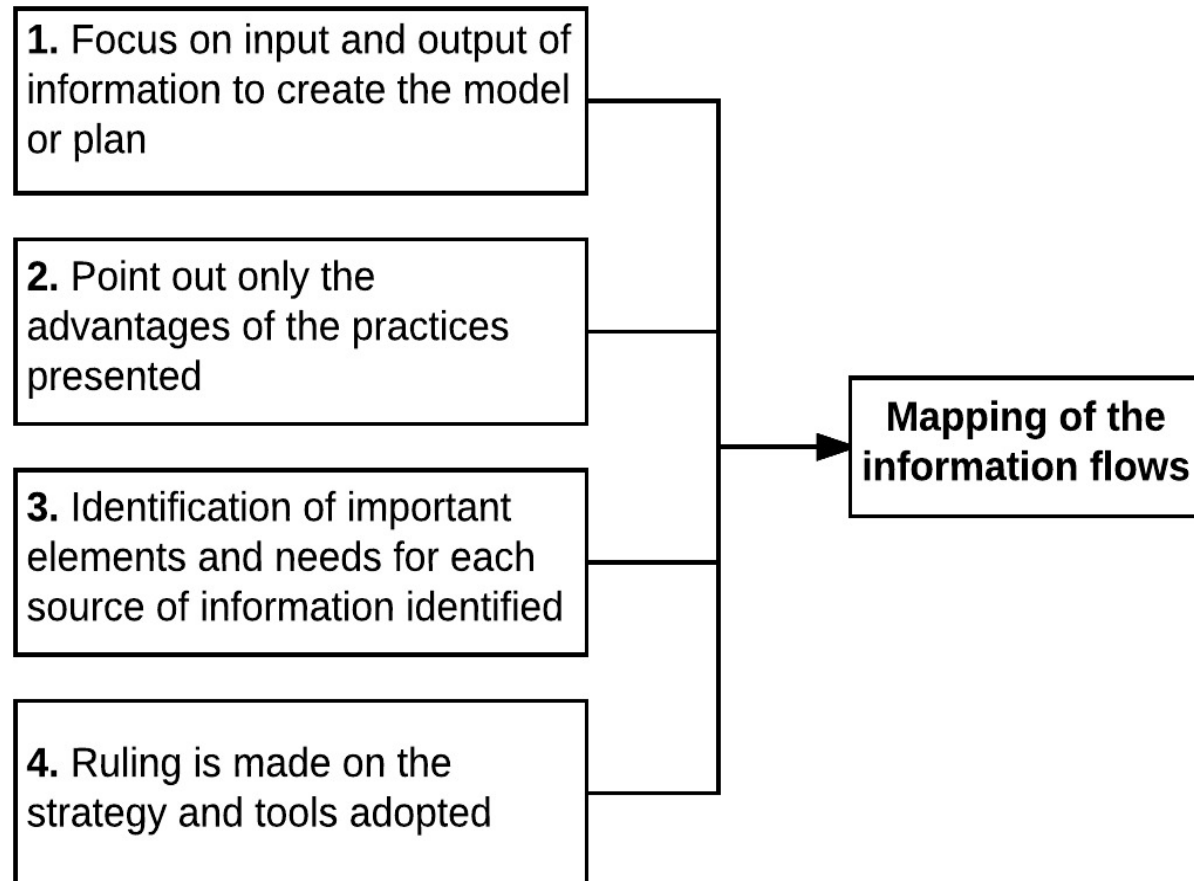 1. Focus on input and output of
information to create the model
or plan
2. Point out only the
advantages of the practices
presented
3. Identification of important
elements and needs for each
source of information identified
4. Ruling is made on the
strategy and tools adopted
Mapping of the
information flows